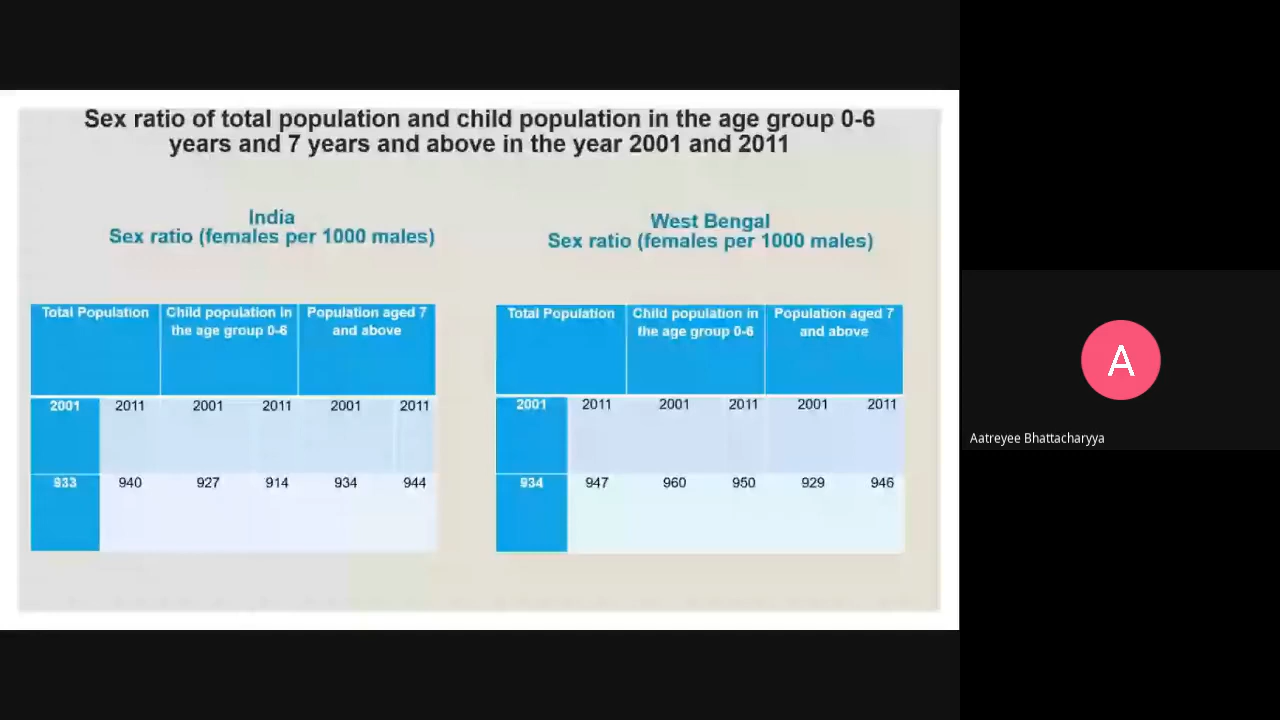 Sex ratio of total population and child population in the age group 0-6
years and 7 years and above in the year 2001 and 2011
India
Sex ratio (females per 1000 males)
Total Population Child population in the age group 0-6 Population aged 7 and above
2001 2011 2001 2011 2001 2011
933 940 927 914 934 944
West Bengal
Sex ratio (females per 1000 males)
Total Population Child population in the age group 0-6 Population aged 7 and above
2001 2011 2001 2011 2001 2011
934 947 960 950 929 946
A
Aatreyee Bhattacharyya